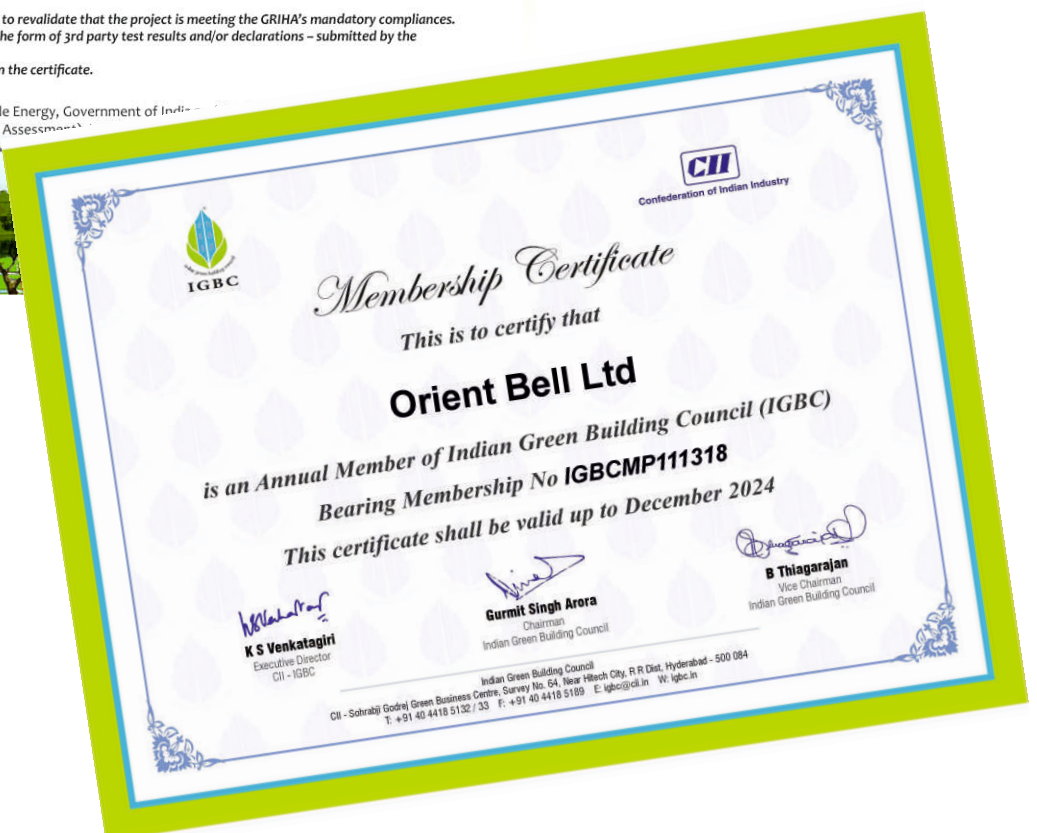 to revalidate that the project is meeting the GRIHA's mandatory compliances.
he form of 3rd party test results and/or declarations – submitted by the
n the certificate.
le Energy, Government of India
Assessment)
CII
Confederation of Indian Industry
indian green building council
IGBC
Membership Certificate
This is to certify that
Orient Bell Ltd
is an Annual Member of Indian Green Building Council (IGBC)
Bearing Membership No IGBCMP111318
This certificate shall be valid up to December 2024
K S Venkatagiri
Executive Director
CII - IGBC
Gurmit Singh Arora
Chairman
Indian Green Building Council
B Thiagarajan
Vice Chairman
Indian Green Building Council
Indian Green Building Council
CII - Sohrabji Godrej Green Business Centre, Survey No. 64, Near Hitech City, R R Dist, Hyderabad - 500 084
T: +91 40 4418 5132 / 33 F: +91 40 4418 5189 E: igbc@cii.in W: igbc.in